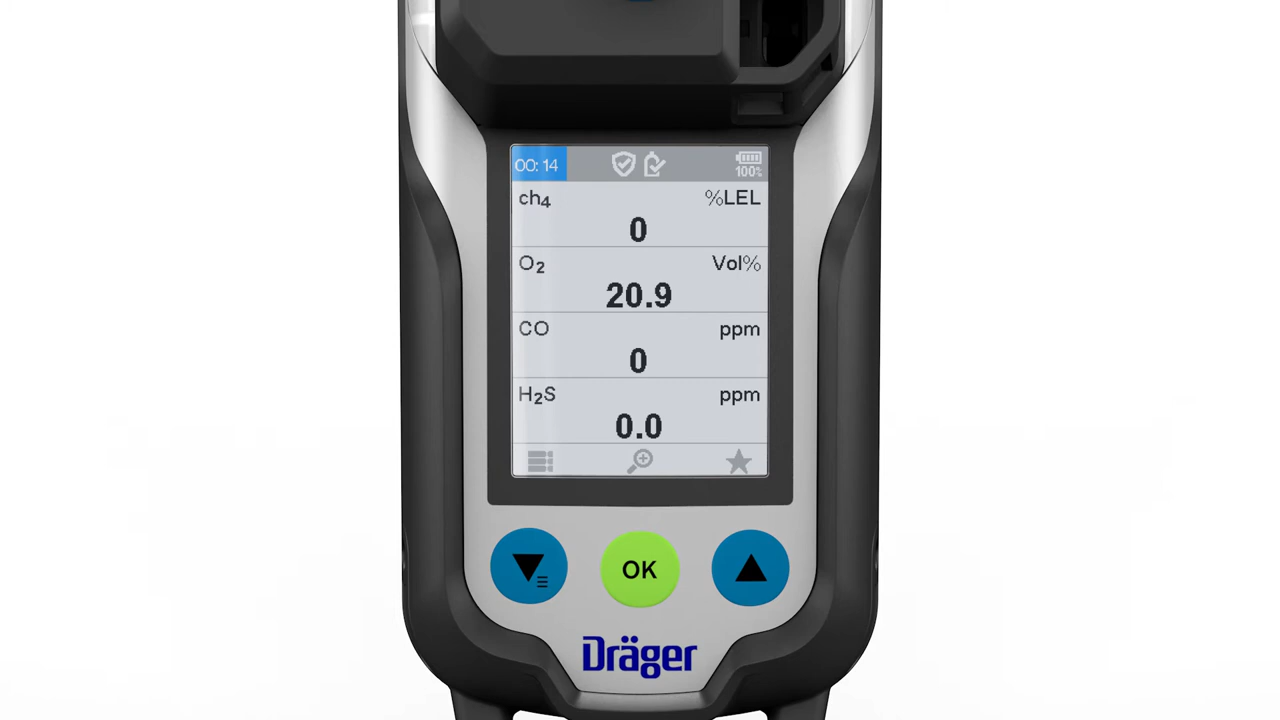 00:14
100%
ch4 %LEL
0
O2 Vol%
20.9
CO ppm
0
H2S ppm
0.0
OK
Dräger